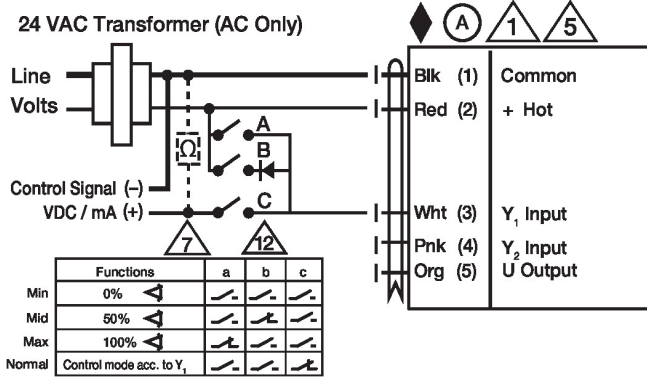 24 VAC Transformer (AC Only)
A 1 5
Line
Volts
Blk (1) Common
Red (2) + Hot
A
Ω
B
Control Signal (–)
VDC / mA (+)
C
Wht (3) Y₁ Input
Pnk (4) Y₂ Input
Org (5) U Output
7 12
Functions a b c
Min 0%
Mid 50%
Max 100%
Normal Control mode acc. to Y₁